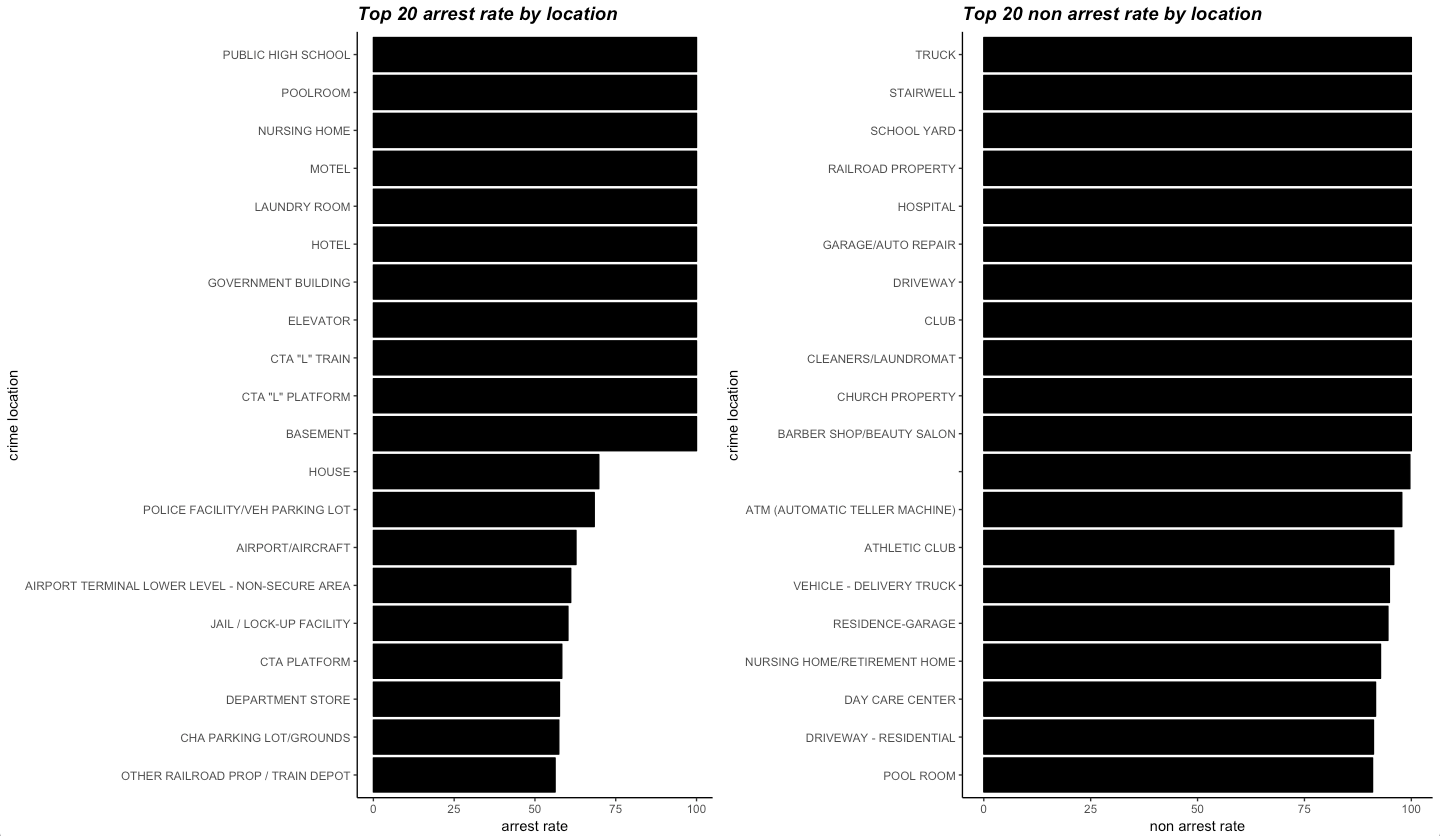 Top 20 arrest rate by location
PUBLIC HIGH SCHOOL
POOLROOM
NURSING HOME
MOTEL
LAUNDRY ROOM
HOTEL
GOVERNMENT BUILDING
ELEVATOR
CTA "L" TRAIN
CTA "L" PLATFORM
BASEMENT
HOUSE
POLICE FACILITY/VEH PARKING LOT
AIRPORT/AIRCRAFT
AIRPORT TERMINAL LOWER LEVEL - NON-SECURE AREA
JAIL / LOCK-UP FACILITY
CTA PLATFORM
DEPARTMENT STORE
CHA PARKING LOT/GROUNDS
OTHER RAILROAD PROP / TRAIN DEPOT
crime location
0 25 50 75 100
arrest rate
Top 20 non arrest rate by location
TRUCK
STAIRWELL
SCHOOL YARD
RAILROAD PROPERTY
HOSPITAL
GARAGE/AUTO REPAIR
DRIVEWAY
CLUB
CLEANERS/LAUNDROMAT
CHURCH PROPERTY
BARBER SHOP/BEAUTY SALON
ATM (AUTOMATIC TELLER MACHINE)
ATHLETIC CLUB
VEHICLE - DELIVERY TRUCK
RESIDENCE-GARAGE
NURSING HOME/RETIREMENT HOME
DAY CARE CENTER
DRIVEWAY - RESIDENTIAL
POOL ROOM
crime location
0 25 50 75 100
non arrest rate